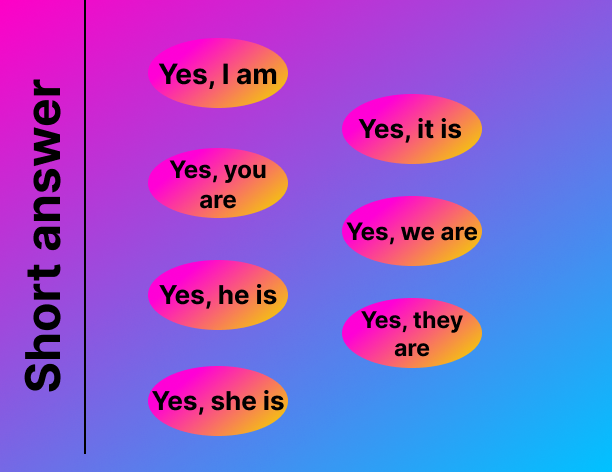 Short answer
Yes, I am
Yes, you
are
Yes, he is
Yes, she is
Yes, it is
Yes, we are
Yes, they
are